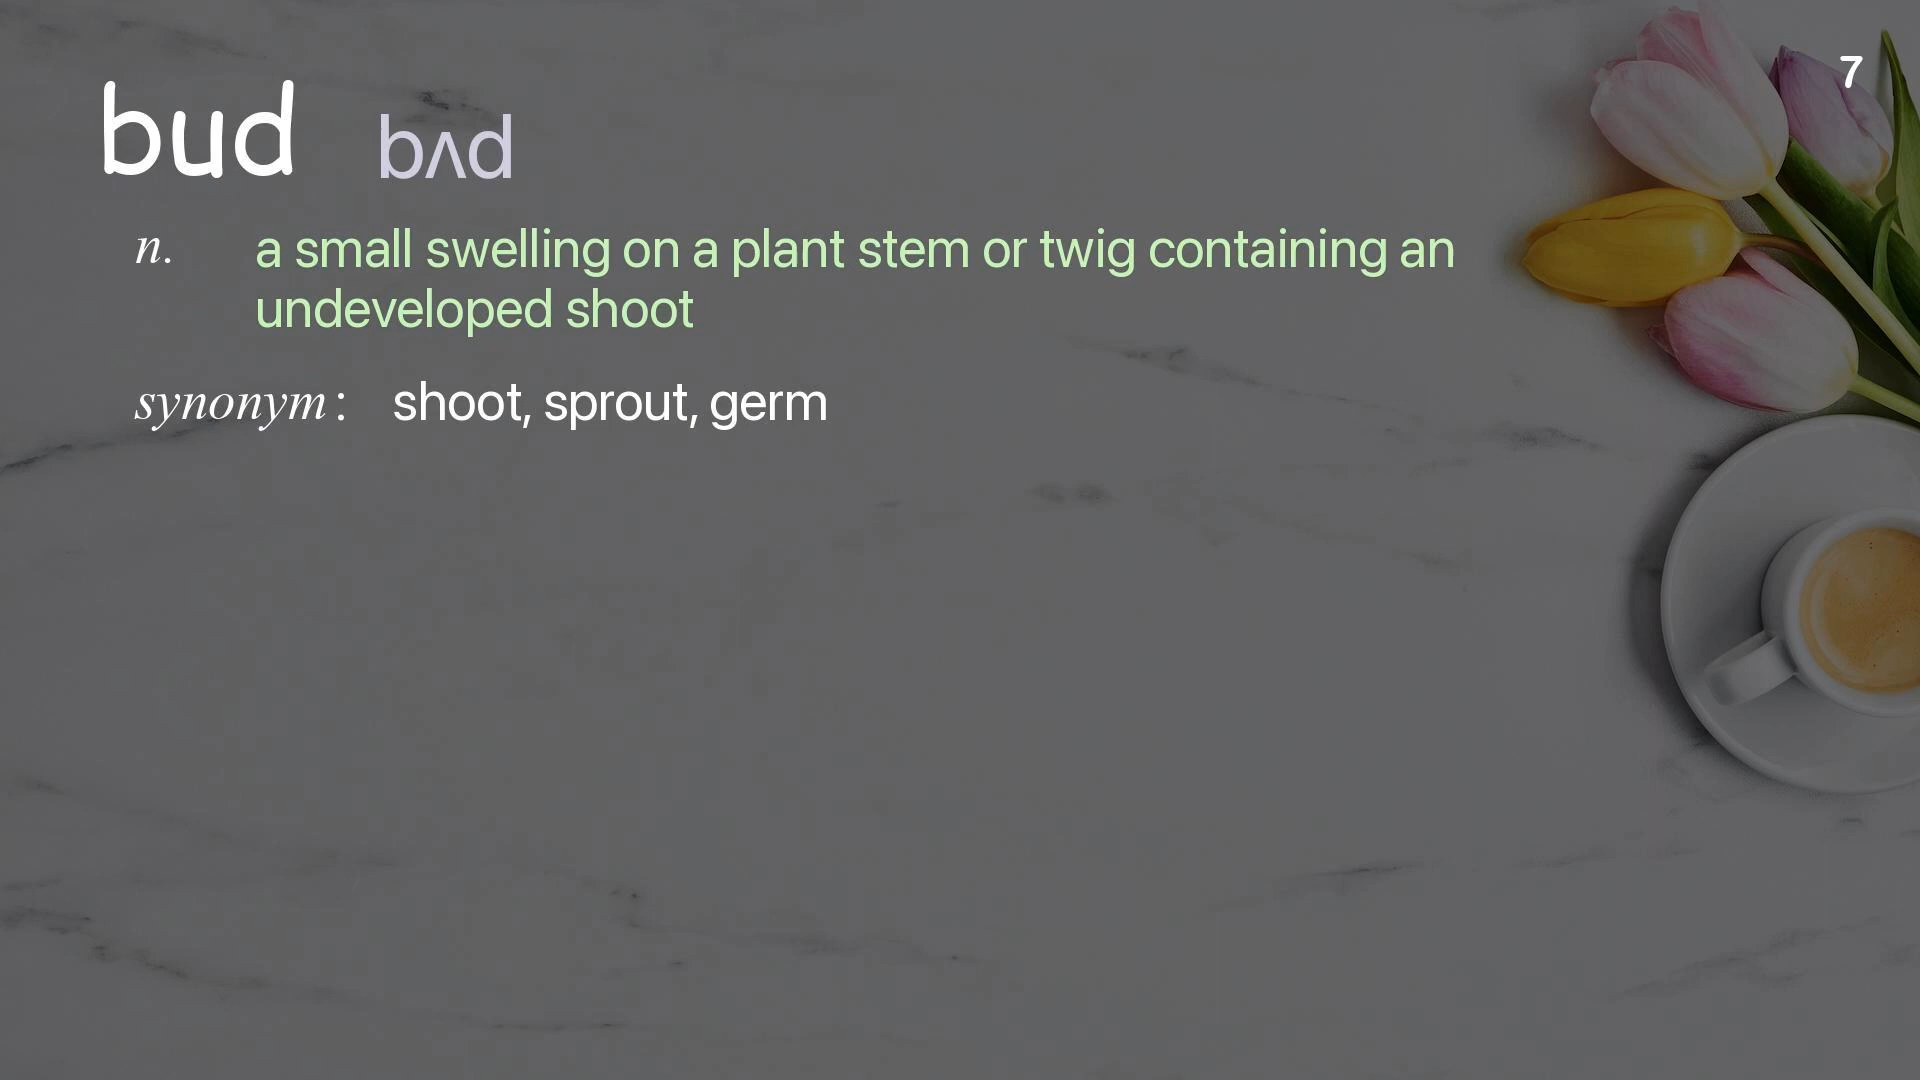 7
bud bʌd
n. a small swelling on a plant stem or twig containing an
undeveloped shoot
synonym: shoot, sprout, germ